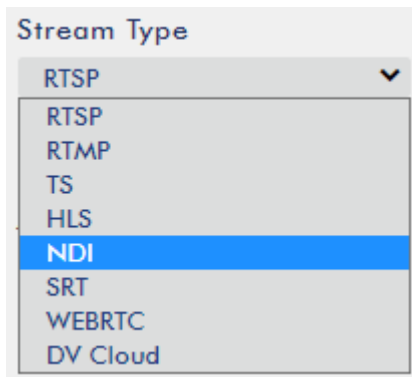 Stream Type
RTSP
RTSP
RTMP
TS
HLS
NDI
SRT
WEBRTC
DV Cloud